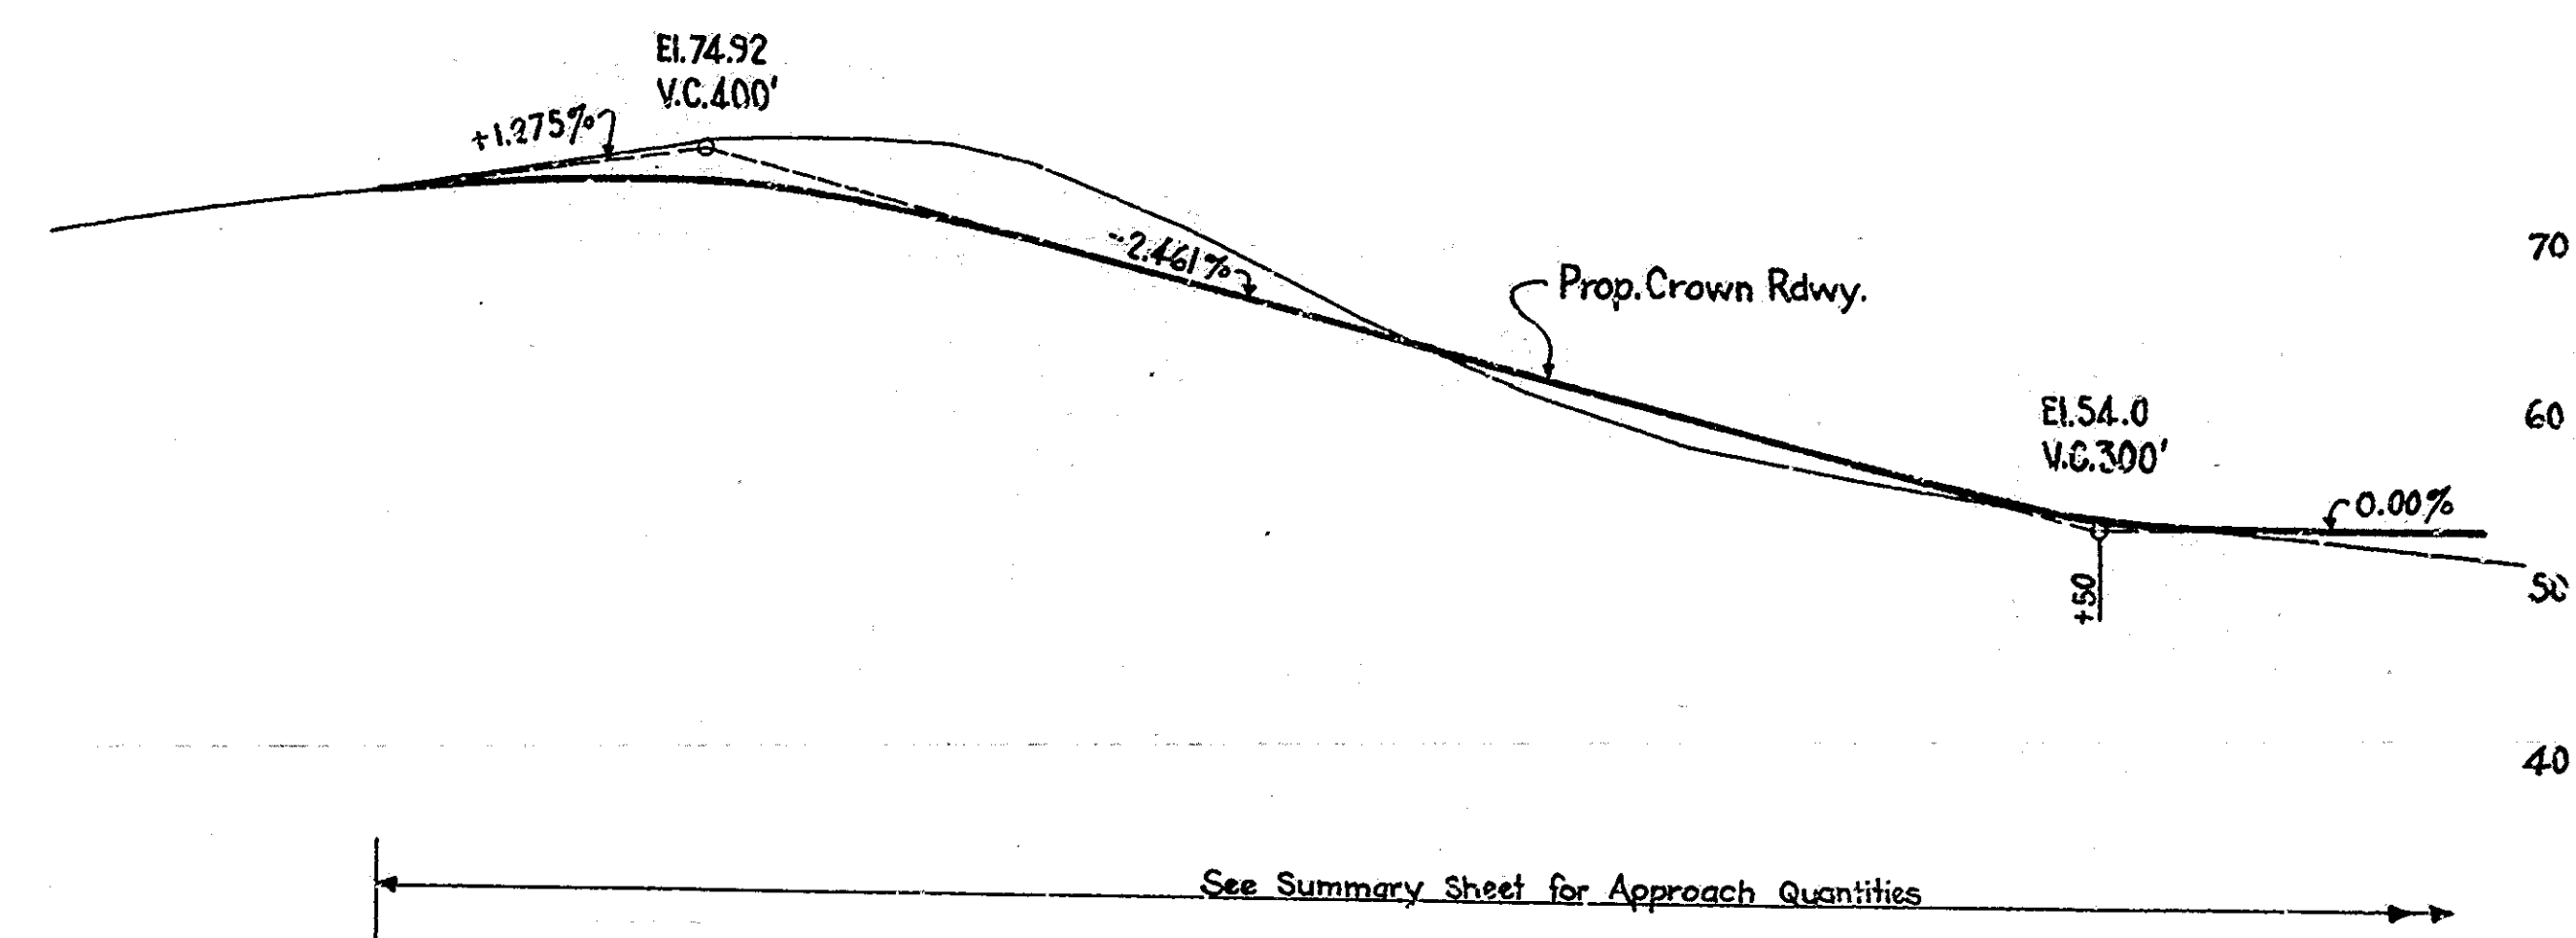 El.74.92
V.C.400'
+1.275%
-2.461%
70
Prop.Crown Rdwy.
60
El.54.0
V.C.300'
0.00%
50
+50
40
See Summary Sheet for Approach Quantities